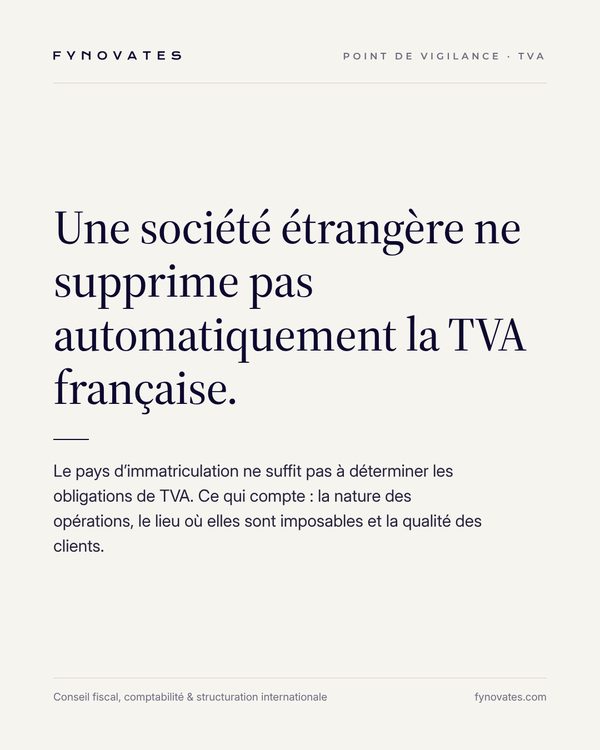 FYNOVATES
POINT DE VIGILANCE · TVA
Une société étrangère ne
supprime pas
automatiquement la TVA
française.
Le pays d’immatriculation ne suffit pas à déterminer les
obligations de TVA. Ce qui compte : la nature des
opérations, le lieu où elles sont imposables et la qualité des
clients.
Conseil fiscal, comptabilité & structuration internationale
fynovates.com